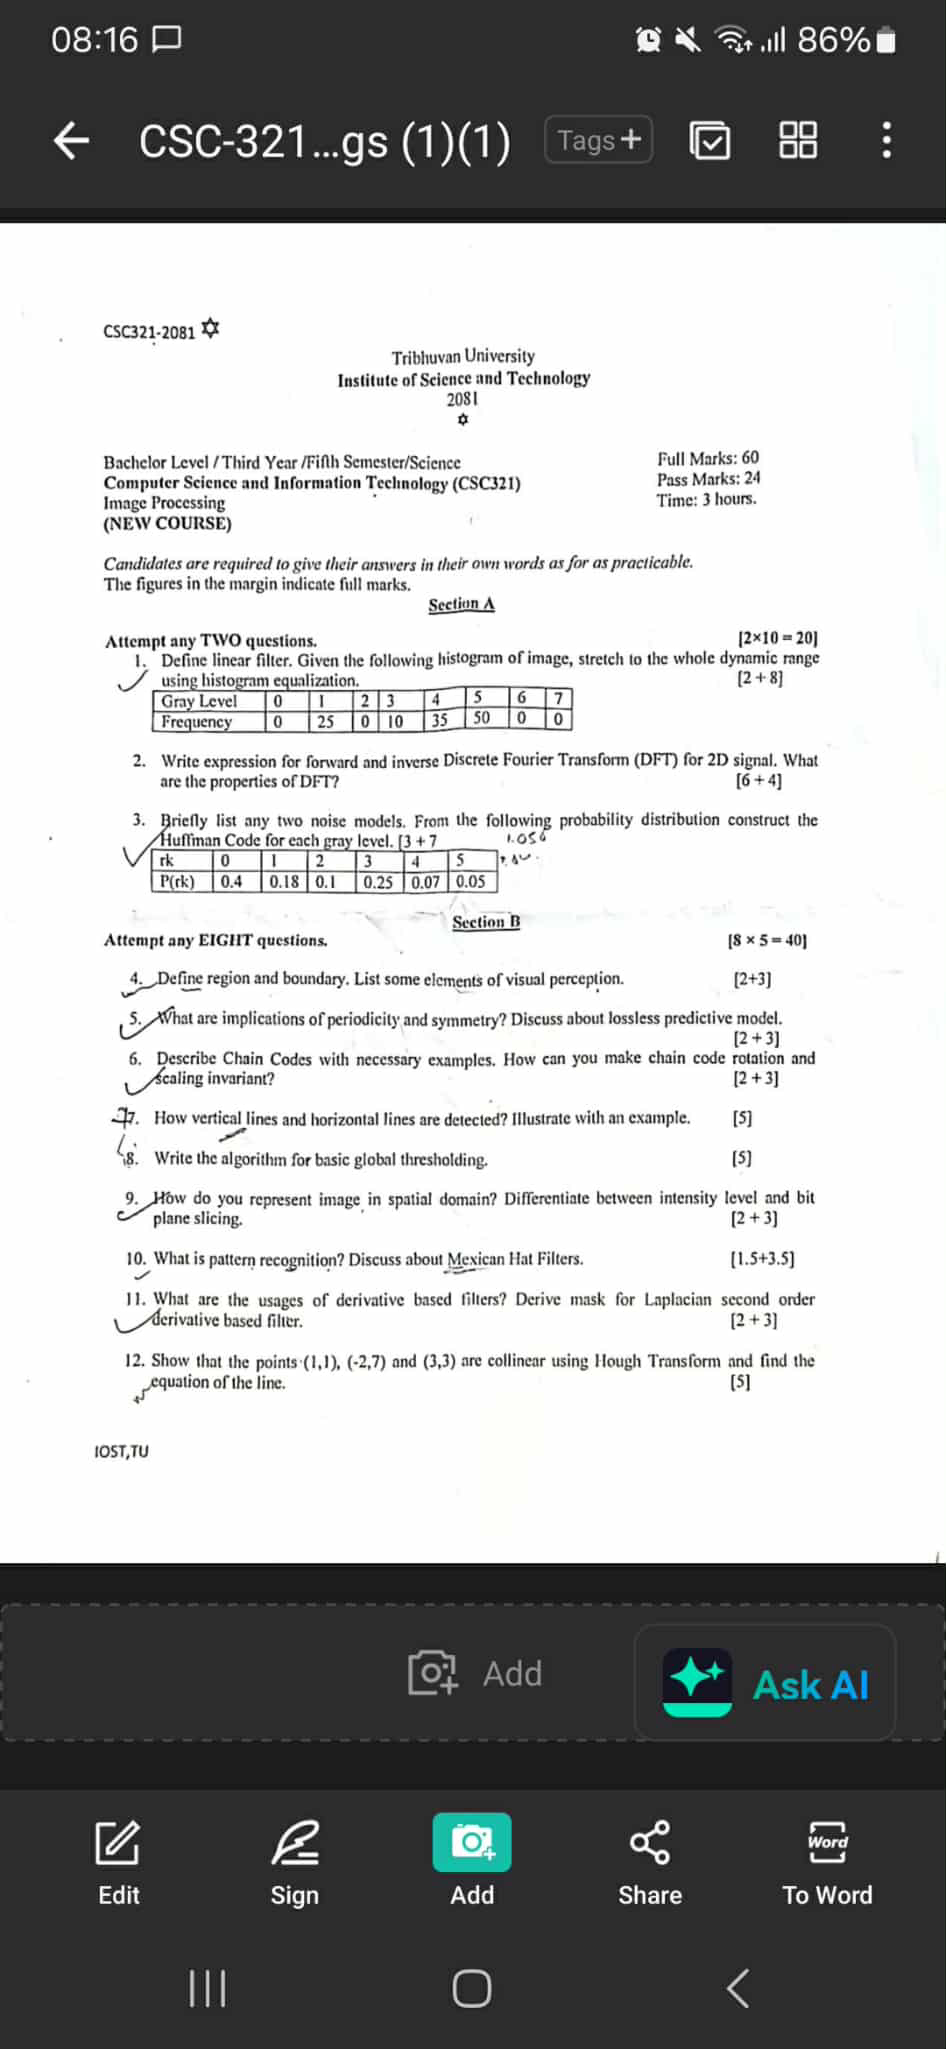 08:16
86%
CSC-321...gs (1)(1)
Tags+
CSC321-2081
Tribhuvan University
Institute of Science and Technology
2081
Bachelor Level / Third Year /Fifth Semester/Science
Full Marks: 60
Computer Science and Information Technology (CSC321)
Pass Marks: 24
Image Processing
Time: 3 hours.
(NEW COURSE)
Candidates are required to give their answers in their own words as for as practicable.
The figures in the margin indicate full marks.
Section A
Attempt any TWO questions. [2×10 = 20]
1. Define linear filter. Given the following histogram of image, stretch to the whole dynamic range
using histogram equalization. [2 + 8]
Gray Level 0 1 2 3 4 5 6 7
Frequency 0 25 0 10 35 50 0 0
2. Write expression for forward and inverse Discrete Fourier Transform (DFT) for 2D signal. What
are the properties of DFT? [6 + 4]
3. Briefly list any two noise models. From the following probability distribution construct the
Huffman Code for each gray level. [3 + 7
rk 0 1 2 3 4 5
P(rk) 0.4 0.18 0.1 0.25 0.07 0.05
Section B
Attempt any EIGHT questions. [8 × 5 = 40]
4. Define region and boundary. List some elements of visual perception. [2+3]
5. What are implications of periodicity and symmetry? Discuss about lossless predictive model.
[2 + 3]
6. Describe Chain Codes with necessary examples. How can you make chain code rotation and
scaling invariant? [2 + 3]
7. How vertical lines and horizontal lines are detected? Illustrate with an example. [5]
8. Write the algorithm for basic global thresholding. [5]
9. How do you represent image in spatial domain? Differentiate between intensity level and bit
plane slicing. [2 + 3]
10. What is pattern recognition? Discuss about Mexican Hat Filters. [1.5+3.5]
11. What are the usages of derivative based filters? Derive mask for Laplacian second order
derivative based filter. [2 + 3]
12. Show that the points (1,1), (-2,7) and (3,3) are collinear using Hough Transform and find the
equation of the line. [5]
IOST,TU
Add
Ask AI
Word
Edit
Sign
Add
Share
To Word